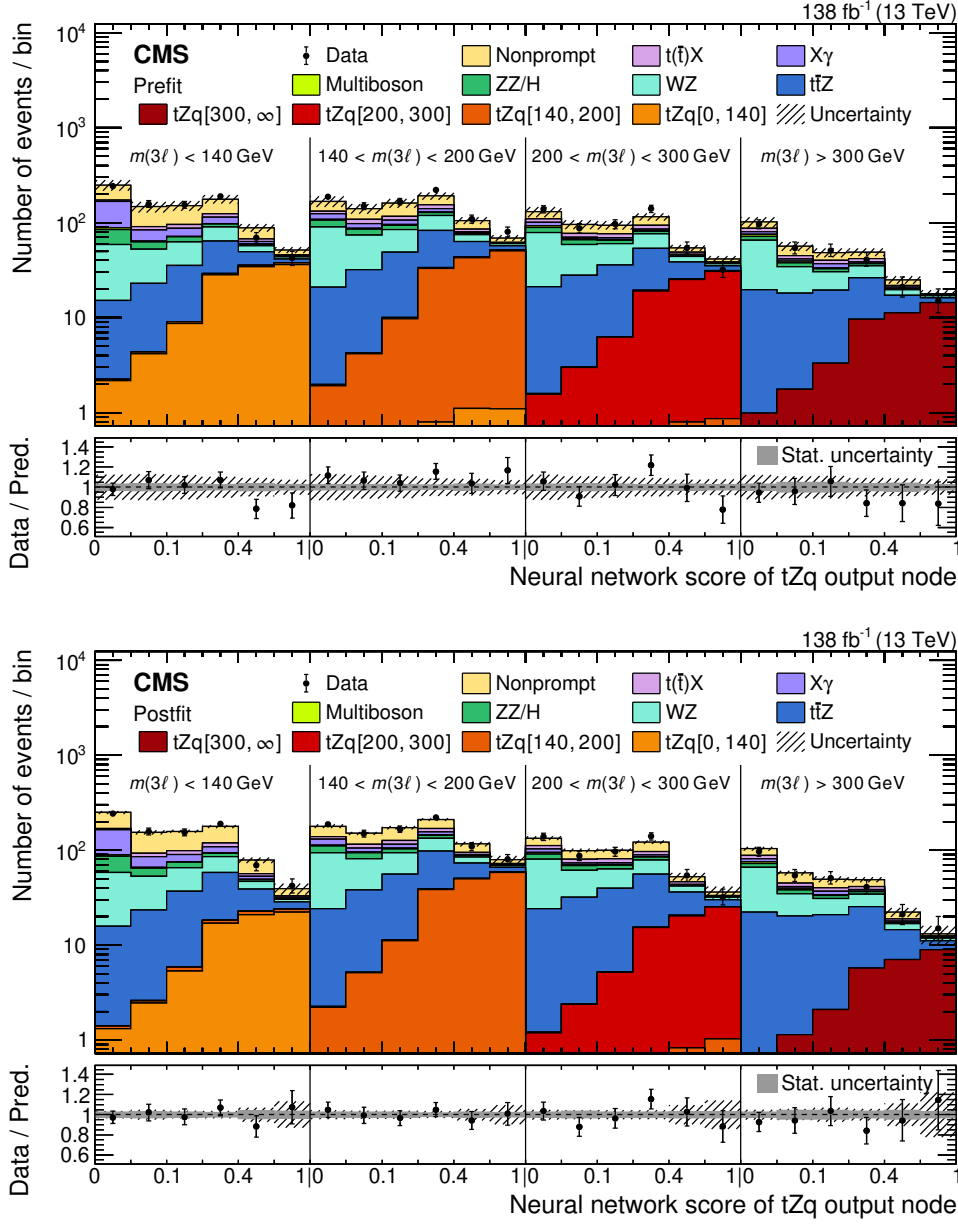 138 fb⁻¹ (13 TeV)
10⁴
CMS Data Nonprompt t(t̄)X Xγ
Prefit Multiboson ZZ/H WZ tt̄Z
tZq[300, ∞] tZq[200, 300] tZq[140, 200] tZq[0, 140] Uncertainty
10³
m(3ℓ) < 140 GeV 140 < m(3ℓ) < 200 GeV 200 < m(3ℓ) < 300 GeV m(3ℓ) > 300 GeV
10²
10
1
Number of events / bin
1.4
1.2
1.0
0.8
0.6
Data / Pred.
Stat. uncertainty
0 0.1 0.4 1 0 0.1 0.4 1 0 0.1 0.4 1 0 0.1 0.4 1
Neural network score of tZq output node
138 fb⁻¹ (13 TeV)
10⁴
CMS Data Nonprompt t(t̄)X Xγ
Postfit Multiboson ZZ/H WZ tt̄Z
tZq[300, ∞] tZq[200, 300] tZq[140, 200] tZq[0, 140] Uncertainty
10³
m(3ℓ) < 140 GeV 140 < m(3ℓ) < 200 GeV 200 < m(3ℓ) < 300 GeV m(3ℓ) > 300 GeV
10²
10
1
Number of events / bin
1.4
1.2
1
0.8
0.6
Data / Pred.
Stat. uncertainty
0 0.1 0.4 1 0 0.1 0.4 1 0 0.1 0.4 1 0 0.1 0.4 1
Neural network score of tZq output node